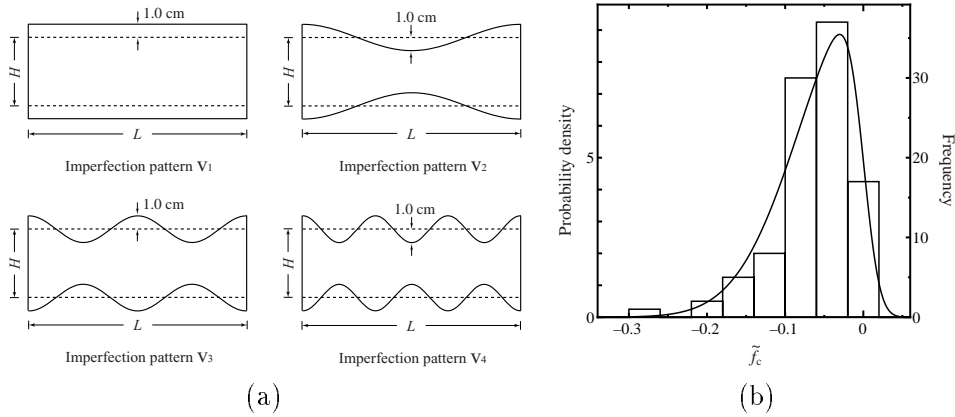 1.0 cm
H
L
Imperfection pattern V1
1.0 cm
H
L
Imperfection pattern V2
1.0 cm
H
L
Imperfection pattern V3
1.0 cm
H
L
Imperfection pattern V4
(a)
Probability density
5
0
Frequency
30
20
10
0
−0.3
−0.2
−0.1
0
f̃c
(b)